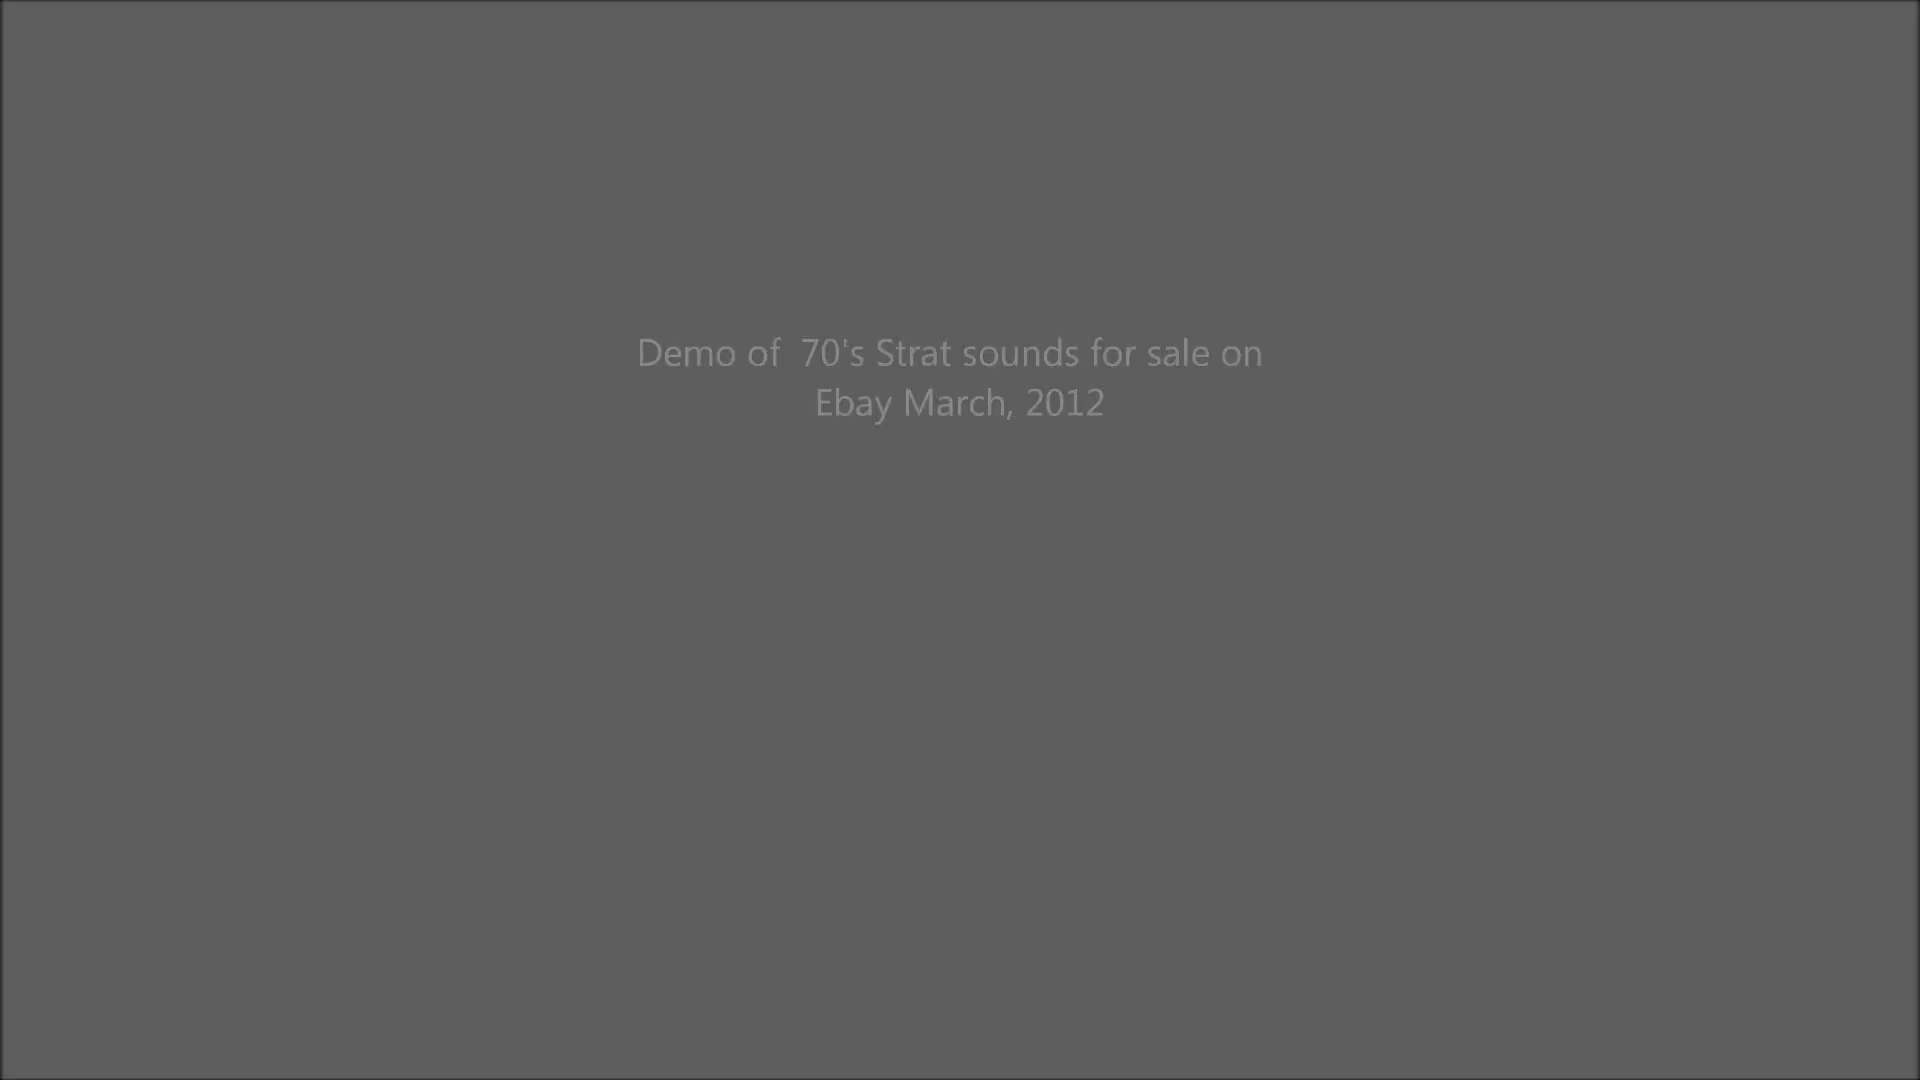 Demo of  70's Strat sounds for sale on
Ebay March, 2012